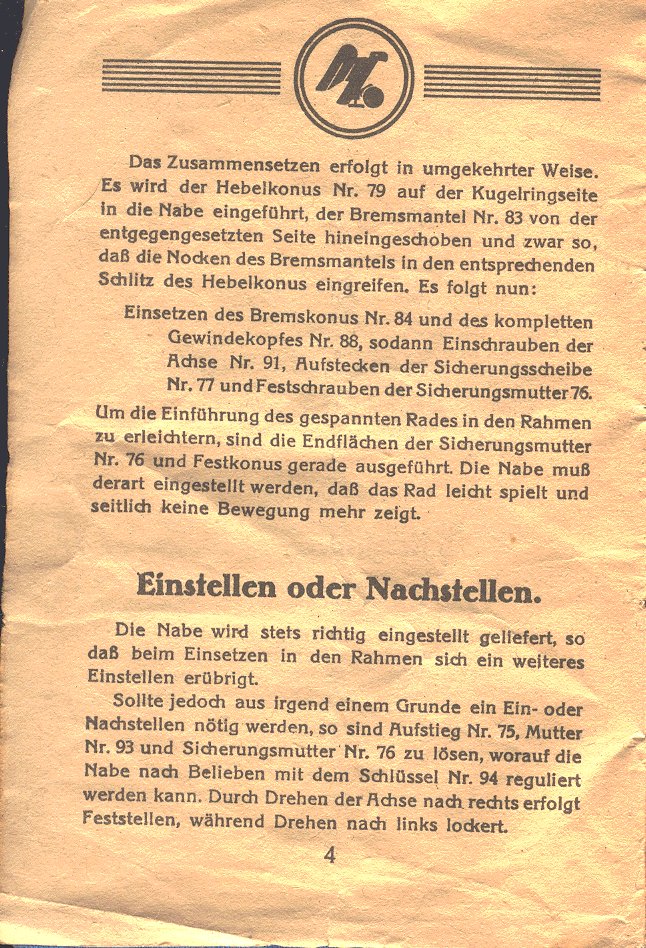 Das Zusammensetzen erfolgt in umgekehrter Weise.
Es wird der Hebelkonus Nr. 79 auf der Kugelringseite
in die Nabe eingeführt, der Bremsmantel Nr. 83 von der
entgegengesetzten Seite hineingeschoben und zwar so,
daß die Nocken des Bremsmantels in den entsprechenden
Schlitz des Hebelkonus eingreifen. Es folgt nun:
Einsetzen des Bremskonus Nr. 84 und des kompletten
Gewindekopfes Nr. 88, sodann Einschrauben der
Achse Nr. 91, Aufstecken der Sicherungsscheibe
Nr. 77 und Festschrauben der Sicherungsmutter 76.
Um die Einführung des gespannten Rades in den Rahmen
zu erleichtern, sind die Endflächen der Sicherungsmutter
Nr. 76 und Festkonus gerade ausgeführt. Die Nabe muß
derart eingestellt werden, daß das Rad leicht spielt und
seitlich keine Bewegung mehr zeigt.
Einstellen oder Nachstellen.
Die Nabe wird stets richtig eingestellt geliefert, so
daß beim Einsetzen in den Rahmen sich ein weiteres
Einstellen erübrigt.
Sollte jedoch aus irgend einem Grunde ein Ein- oder
Nachstellen nötig werden, so sind Aufstieg Nr. 75, Mutter
Nr. 93 und Sicherungsmutter Nr. 76 zu lösen, worauf die
Nabe nach Belieben mit dem Schlüssel Nr. 94 reguliert
werden kann. Durch Drehen der Achse nach rechts erfolgt
Feststellen, während Drehen nach links lockert.
4